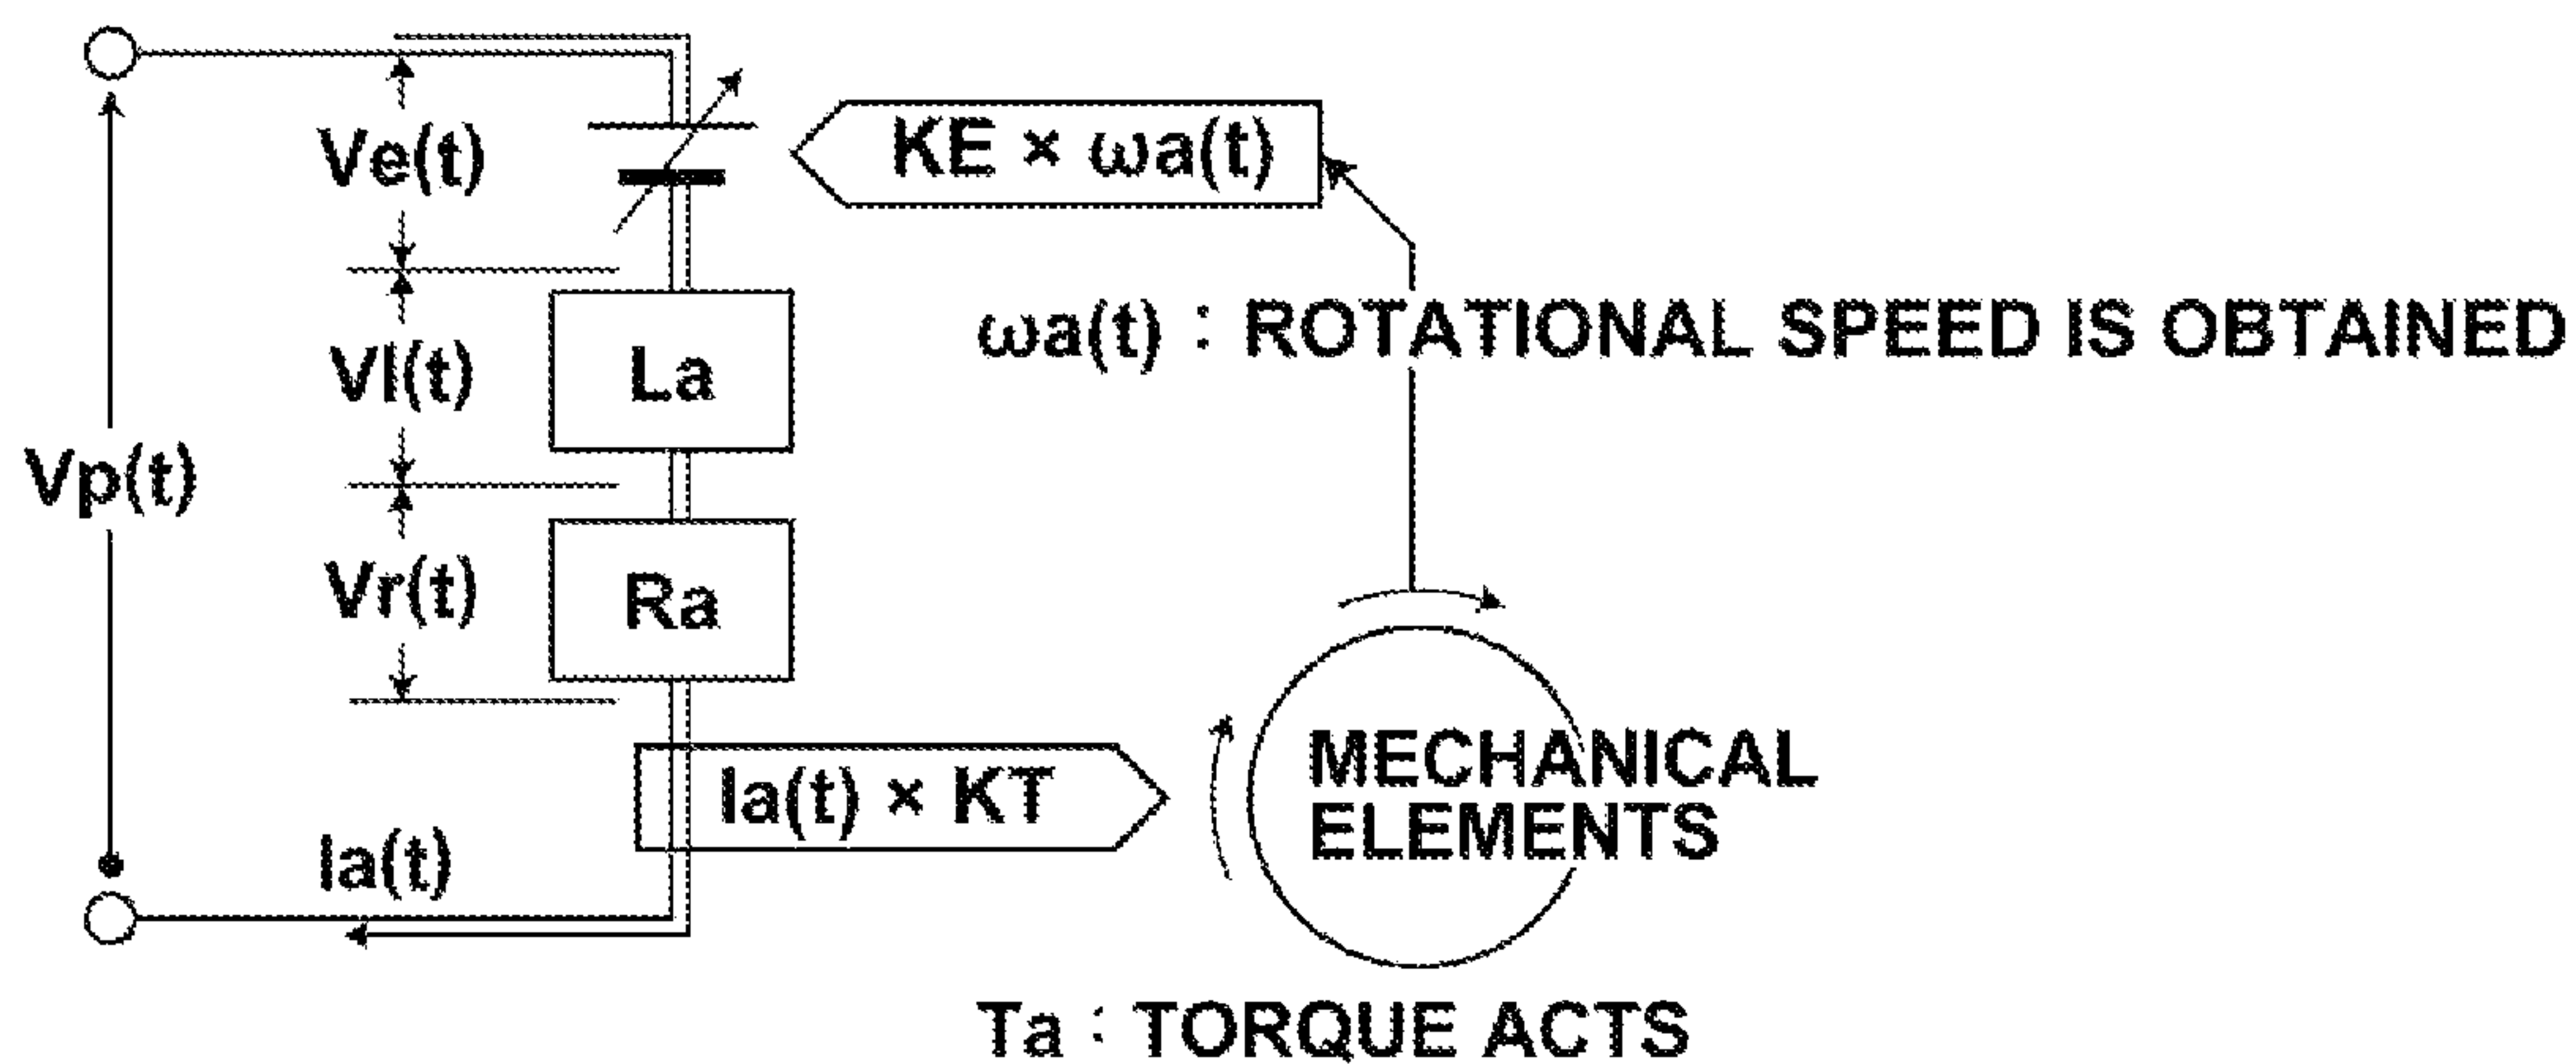 Ve(t)
KE × ωa(t)
ωa(t) : ROTATIONAL SPEED IS OBTAINED
Vl(t)
La
Vp(t)
Vr(t)
Ra
Ia(t) × KT
MECHANICAL
ELEMENTS
Ia(t)
Ta : TORQUE ACTS